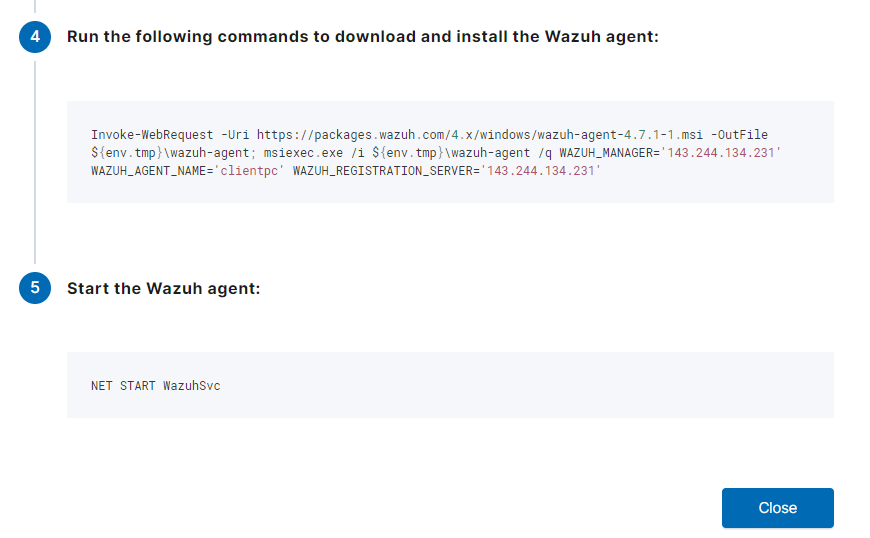 4
Run the following commands to download and install the Wazuh agent:
Invoke-WebRequest -Uri https://packages.wazuh.com/4.x/windows/wazuh-agent-4.7.1-1.msi -OutFile
${env.tmp}\wazuh-agent; msiexec.exe /i ${env.tmp}\wazuh-agent /q WAZUH_MANAGER='143.244.134.231'
WAZUH_AGENT_NAME='clientpc' WAZUH_REGISTRATION_SERVER='143.244.134.231'
5
Start the Wazuh agent:
NET START WazuhSvc
Close